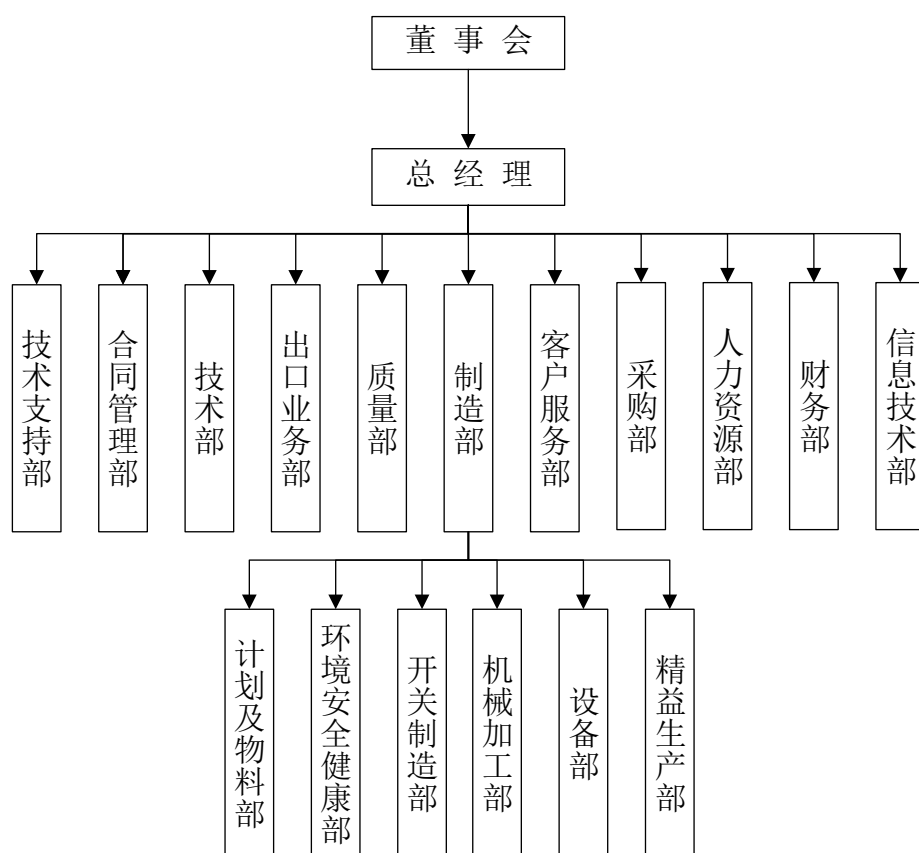 董 事 会
总 经 理
技术支持部
合同管理部
技术部
出口业务部
质量部
制造部
客户服务部
采购部
人力资源部
财务部
信息技术部
计划及物料部
环境安全健康部
开关制造部
机械加工部
设备部
精益生产部